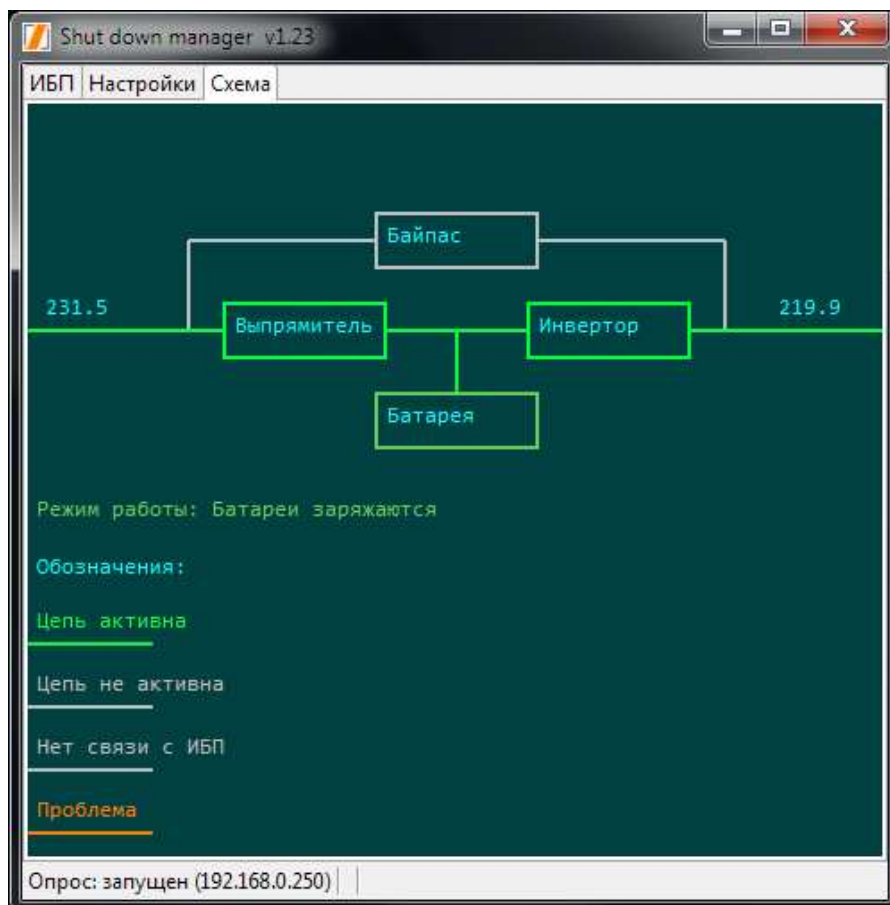 Shut down manager v1.23
ИБП Настройки Схема
Байпас
231.5
219.9
Выпрямитель
Инвертор
Батарея
Режим работы: Батареи заряжаются
Обозначения:
Цепь активна
Цепь не активна
Нет связи с ИБП
Проблема
Опрос: запущен (192.168.0.250)